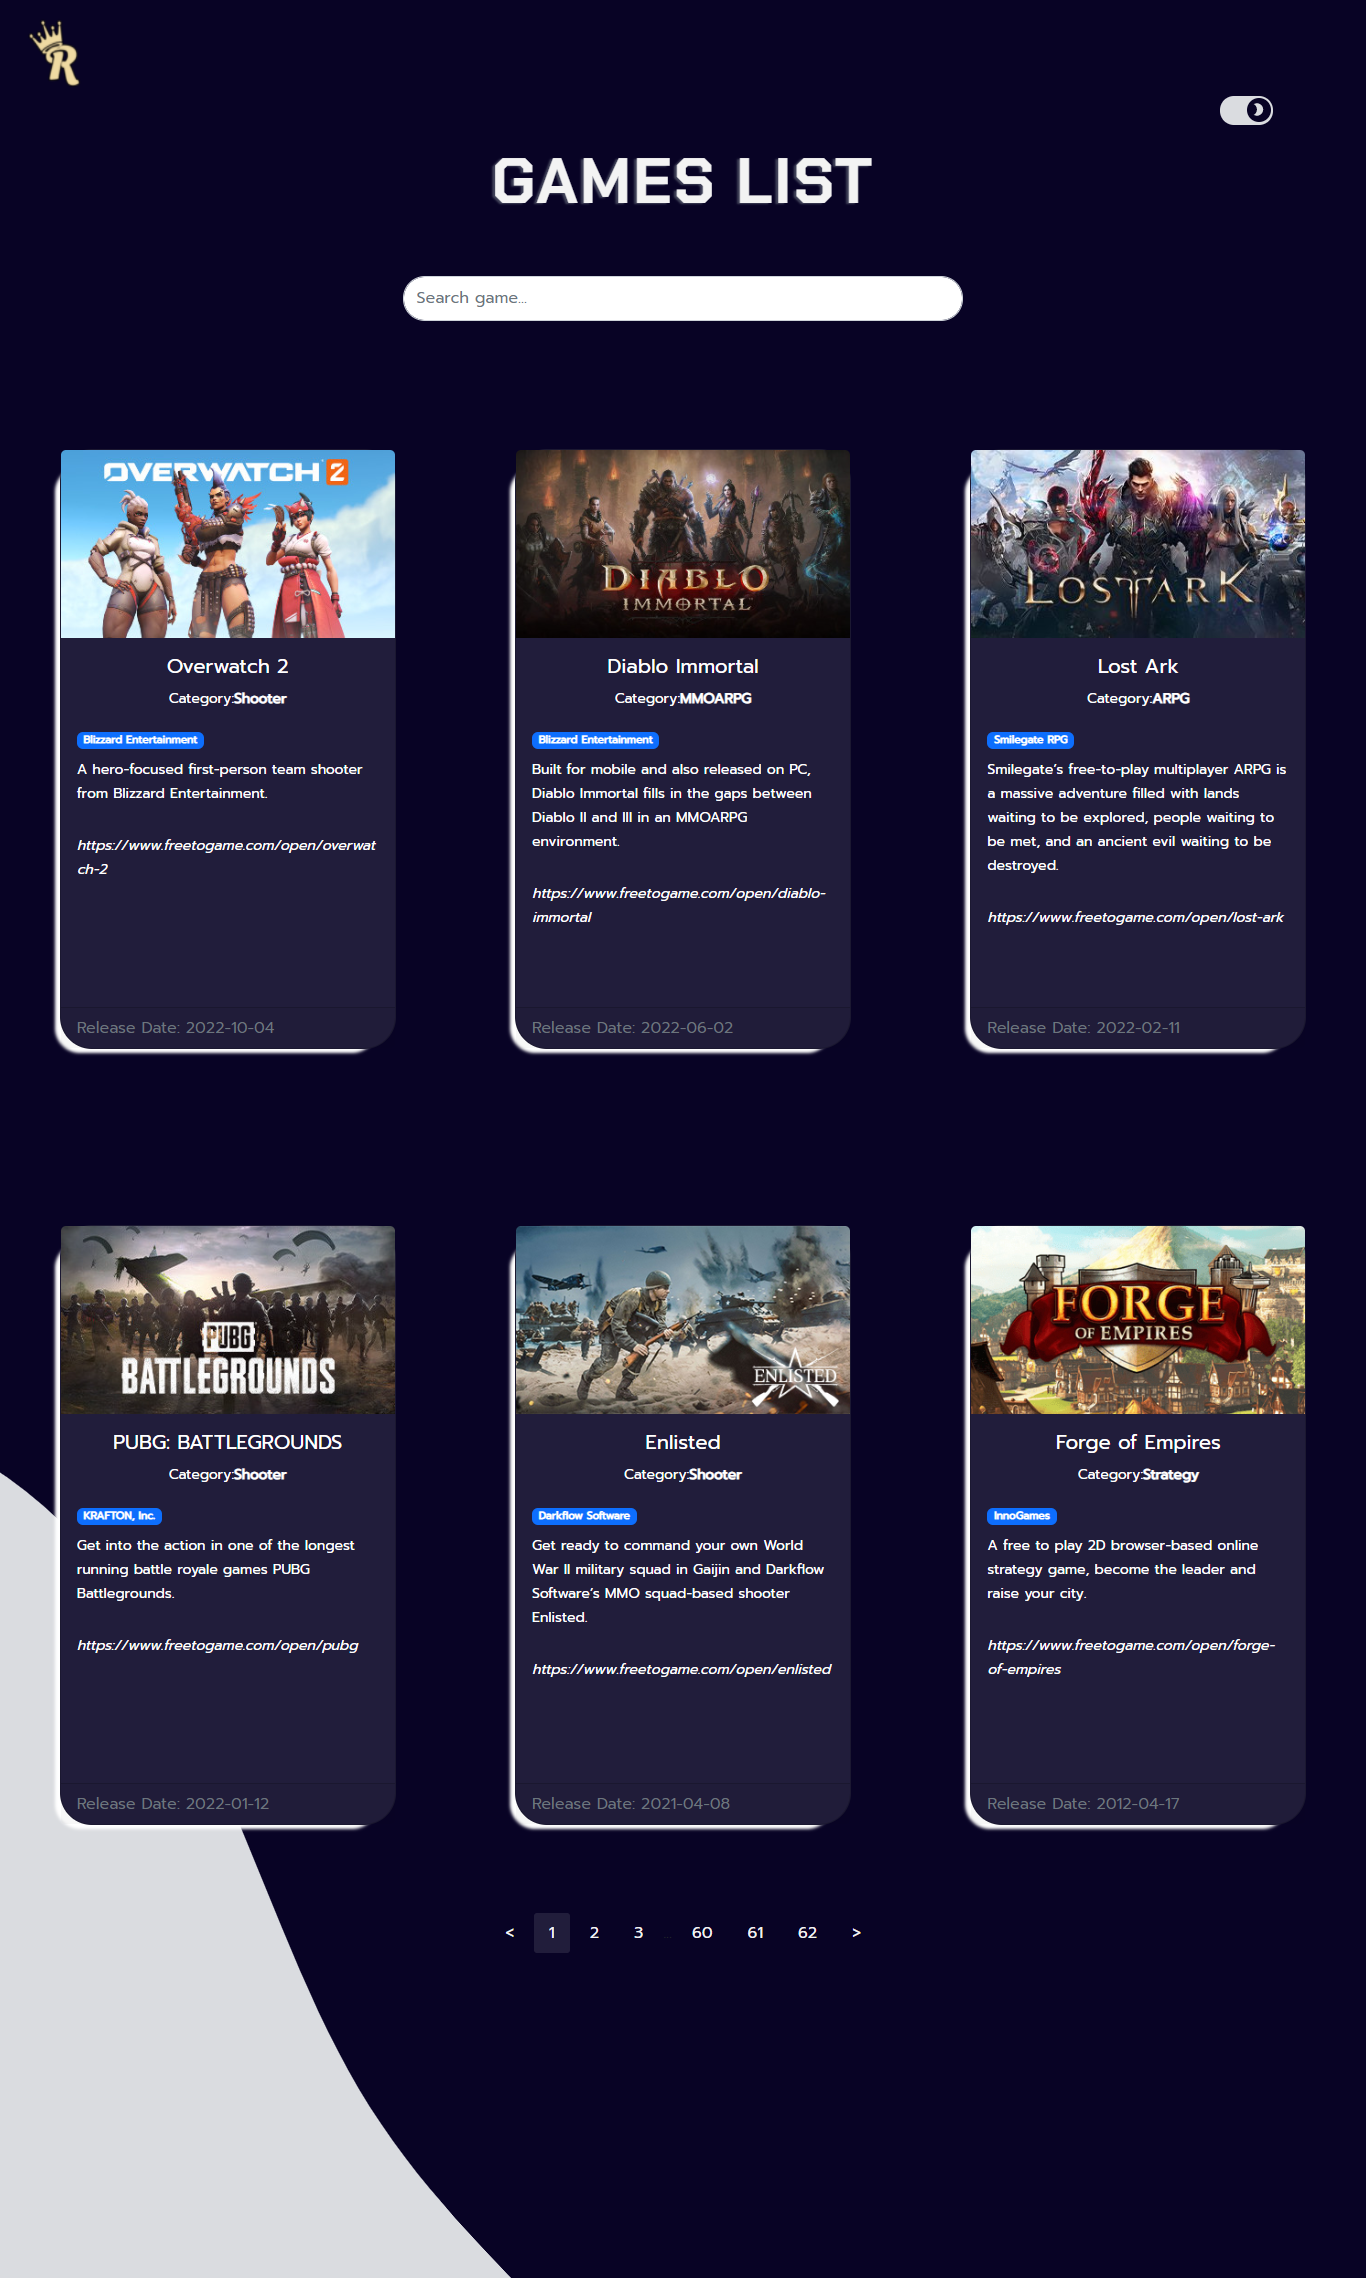 R
GAMES LIST
Search game...
OVERWATCH 2
Overwatch 2
Category:Shooter
Blizzard Entertainment
A hero-focused first-person team shooter
from Blizzard Entertainment.
https://www.freetogame.com/open/overwat
ch-2
Release Date: 2022-10-04
DIABLO
IMMORTAL
Diablo Immortal
Category:MMOARPG
Blizzard Entertainment
Built for mobile and also released on PC,
Diablo Immortal fills in the gaps between
Diablo II and III in an MMOARPG
environment.
https://www.freetogame.com/open/diablo-
immortal
Release Date: 2022-06-02
LOST ARK
Lost Ark
Category:ARPG
Smilegate RPG
Smilegate’s free-to-play multiplayer ARPG is
a massive adventure filled with lands
waiting to be explored, people waiting to
be met, and an ancient evil waiting to be
destroyed.
https://www.freetogame.com/open/lost-ark
Release Date: 2022-02-11
PUBG
BATTLEGROUNDS
PUBG: BATTLEGROUNDS
Category:Shooter
KRAFTON, Inc.
Get into the action in one of the longest
running battle royale games PUBG
Battlegrounds.
https://www.freetogame.com/open/pubg
Release Date: 2022-01-12
ENLISTED
Enlisted
Category:Shooter
Darkflow Software
Get ready to command your own World
War II military squad in Gaijin and Darkflow
Software’s MMO squad-based shooter
Enlisted.
https://www.freetogame.com/open/enlisted
Release Date: 2021-04-08
FORGE
OF EMPIRES
Forge of Empires
Category:Strategy
InnoGames
A free to play 2D browser-based online
strategy game, become the leader and
raise your city.
https://www.freetogame.com/open/forge-
of-empires
Release Date: 2012-04-17
< 1 2 3 ... 60 61 62 >